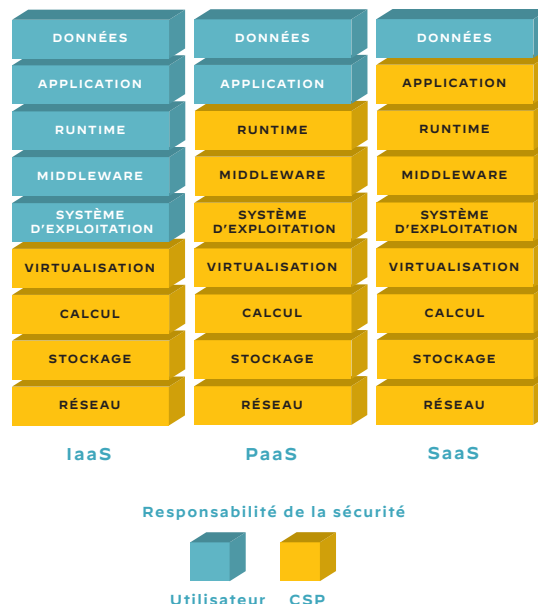 DONNÉES
APPLICATION
RUNTIME
MIDDLEWARE
SYSTÈME
D'EXPLOITATION
VIRTUALISATION
CALCUL
STOCKAGE
RÉSEAU
IaaS
DONNÉES
APPLICATION
RUNTIME
MIDDLEWARE
SYSTÈME
D'EXPLOITATION
VIRTUALISATION
CALCUL
STOCKAGE
RÉSEAU
PaaS
DONNÉES
APPLICATION
RUNTIME
MIDDLEWARE
SYSTÈME
D'EXPLOITATION
VIRTUALISATION
CALCUL
STOCKAGE
RÉSEAU
SaaS
Responsabilité de la sécurité
Utilisateur
CSP